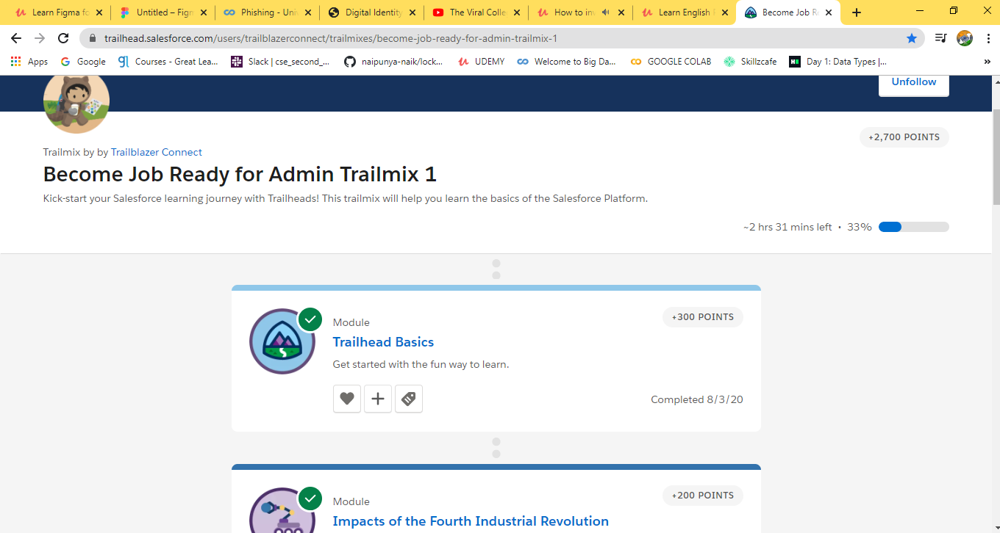 Learn Figma fo
Untitled – Figm
Phishing - Univ
Digital Identity
The Viral Colle
How to inv
Learn English P
Become Job R
trailhead.salesforce.com/users/trailblazerconnect/trailmixes/become-job-ready-for-admin-trailmix-1
Apps
Google
Courses - Great Lea...
Slack | cse_second_...
naipunya-naik/lock...
UDEMY
Welcome to Big Da...
GOOGLE COLAB
Skillzcafe
Day 1: Data Types |...
Unfollow
+2,700 POINTS
Trailmix by by Trailblazer Connect
Become Job Ready for Admin Trailmix 1
Kick-start your Salesforce learning journey with Trailheads! This trailmix will help you learn the basics of the Salesforce Platform.
~2 hrs 31 mins left • 33%
+300 POINTS
Module
Trailhead Basics
Get started with the fun way to learn.
Completed 8/3/20
+200 POINTS
Module
Impacts of the Fourth Industrial Revolution